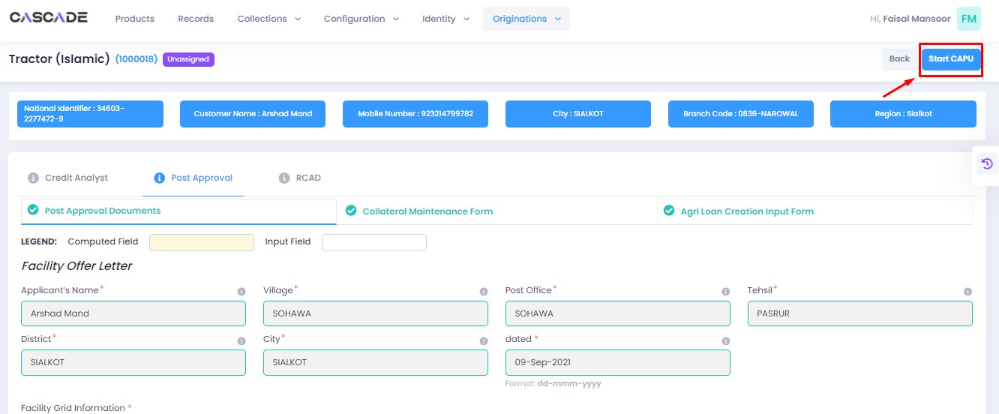 CASCADE Products Records Collections Configuration Identity Originations Hi, Faisal Mansoor FM
Tractor (Islamic) (1000018) Unassigned Back Start CAPU
National Identifier : 34603-
2277472-9
Customer Name : Arshad Mand
Mobile Number : 923214799782
City : SIALKOT
Branch Code : 0836-NAROWAL
Region : Sialkot
Credit Analyst Post Approval RCAD
Post Approval Documents Collateral Maintenance Form Agri Loan Creation Input Form
LEGEND: Computed Field Input Field
Facility Offer Letter
Applicant's Name* Village* Post Office* Tehsil*
Arshad Mand SOHAWA SOHAWA PASRUR
District* City* dated *
SIALKOT SIALKOT 09-Sep-2021
Format: dd-mmm-yyyy
Facility Grid Information *